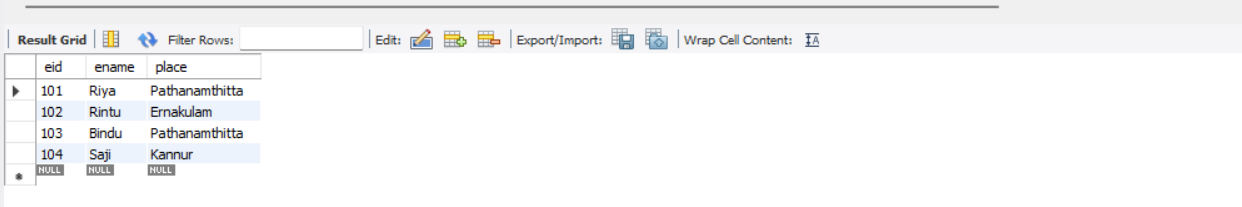 Result Grid Filter Rows: Edit: Export/Import: Wrap Cell Content: IA
eid ename place
101 Riya Pathanamthitta
102 Rintu Ernakulam
103 Bindu Pathanamthitta
104 Saji Kannur
NULL NULL NULL